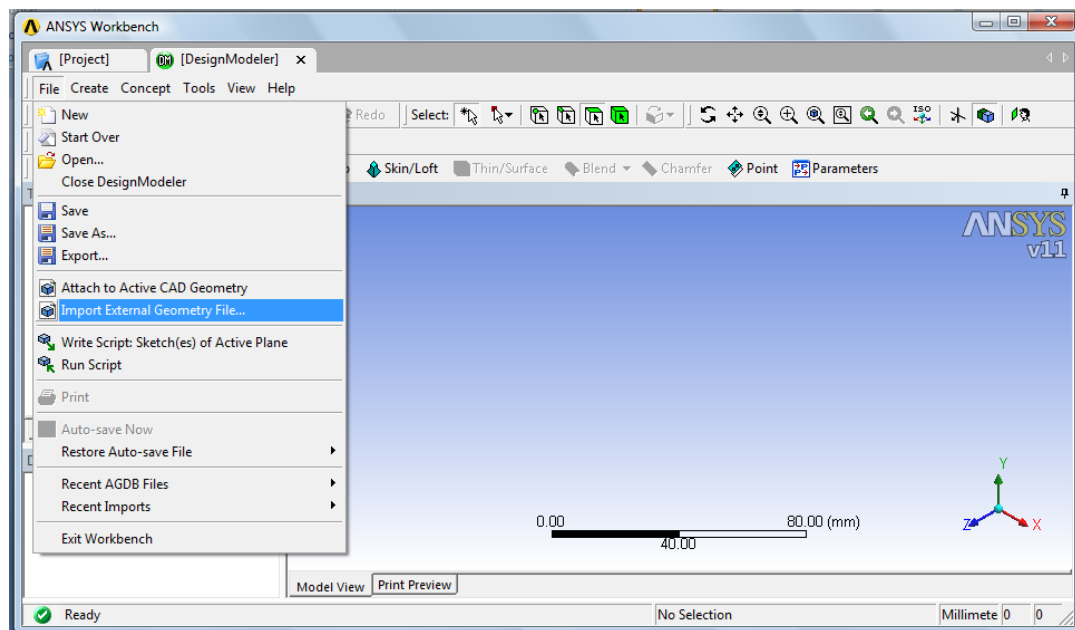 ANSYS Workbench
[Project] [DesignModeler]
File Create Concept Tools View Help
New
Redo Select:
ISO
Start Over
Open...
Skin/Loft Thin/Surface Blend Chamfer Point Parameters
Close DesignModeler
Save
Save As...
Export...
Attach to Active CAD Geometry
Import External Geometry File...
Write Script: Sketch(es) of Active Plane
Run Script
Print
Auto-save Now
Restore Auto-save File
Recent AGDB Files
Recent Imports
Exit Workbench
ANSYS
v11
0.00 80.00 (mm)
40.00
Y
Z X
Model View Print Preview
Ready No Selection Millimete 0 0